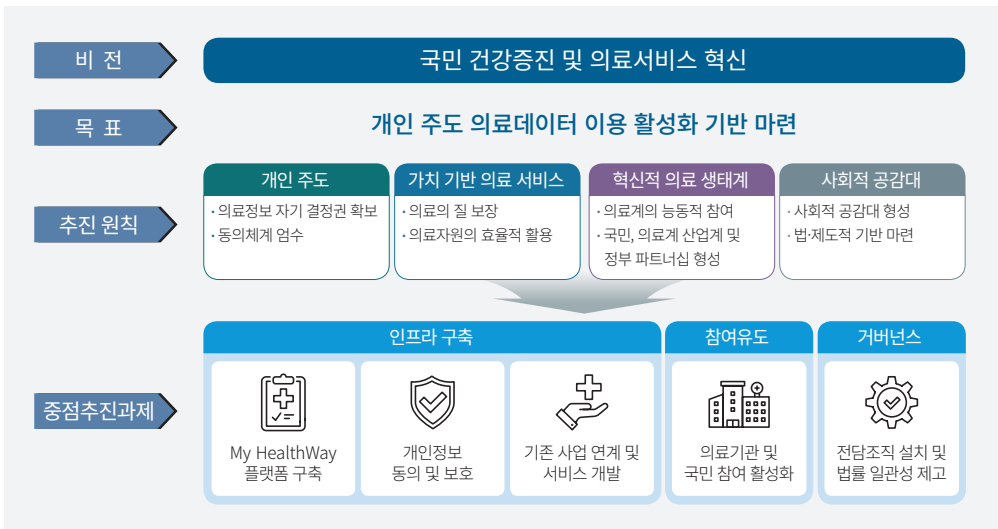 비 전
국민 건강증진 및 의료서비스 혁신
목 표
개인 주도 의료데이터 이용 활성화 기반 마련
추진 원칙
개인 주도
· 의료정보 자기 결정권 확보
· 동의체계 엄수
가치 기반 의료 서비스
· 의료의 질 보장
· 의료자원의 효율적 활용
혁신적 의료 생태계
· 의료계의 능동적 참여
· 국민, 의료계 산업계 및
정부 파트너십 형성
사회적 공감대
· 사회적 공감대 형성
· 법·제도적 기반 마련
중점추진과제
인프라 구축
My HealthWay
플랫폼 구축
개인정보
동의 및 보호
기존 사업 연계 및
서비스 개발
참여유도
의료기관 및
국민 참여 활성화
거버넌스
전담조직 설치 및
법률 일관성 제고